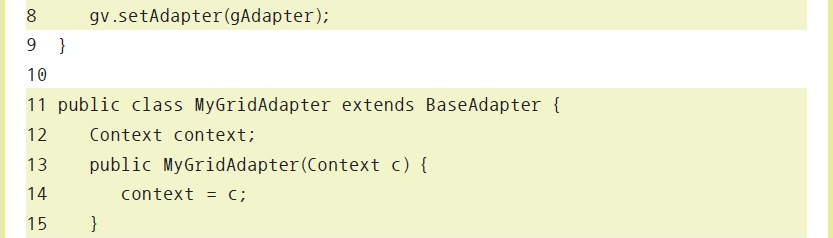 8 gv.setAdapter(gAdapter);
9 }
10
11 public class MyGridAdapter extends BaseAdapter {
12 Context context;
13 public MyGridAdapter(Context c) {
14 context = c;
15 }